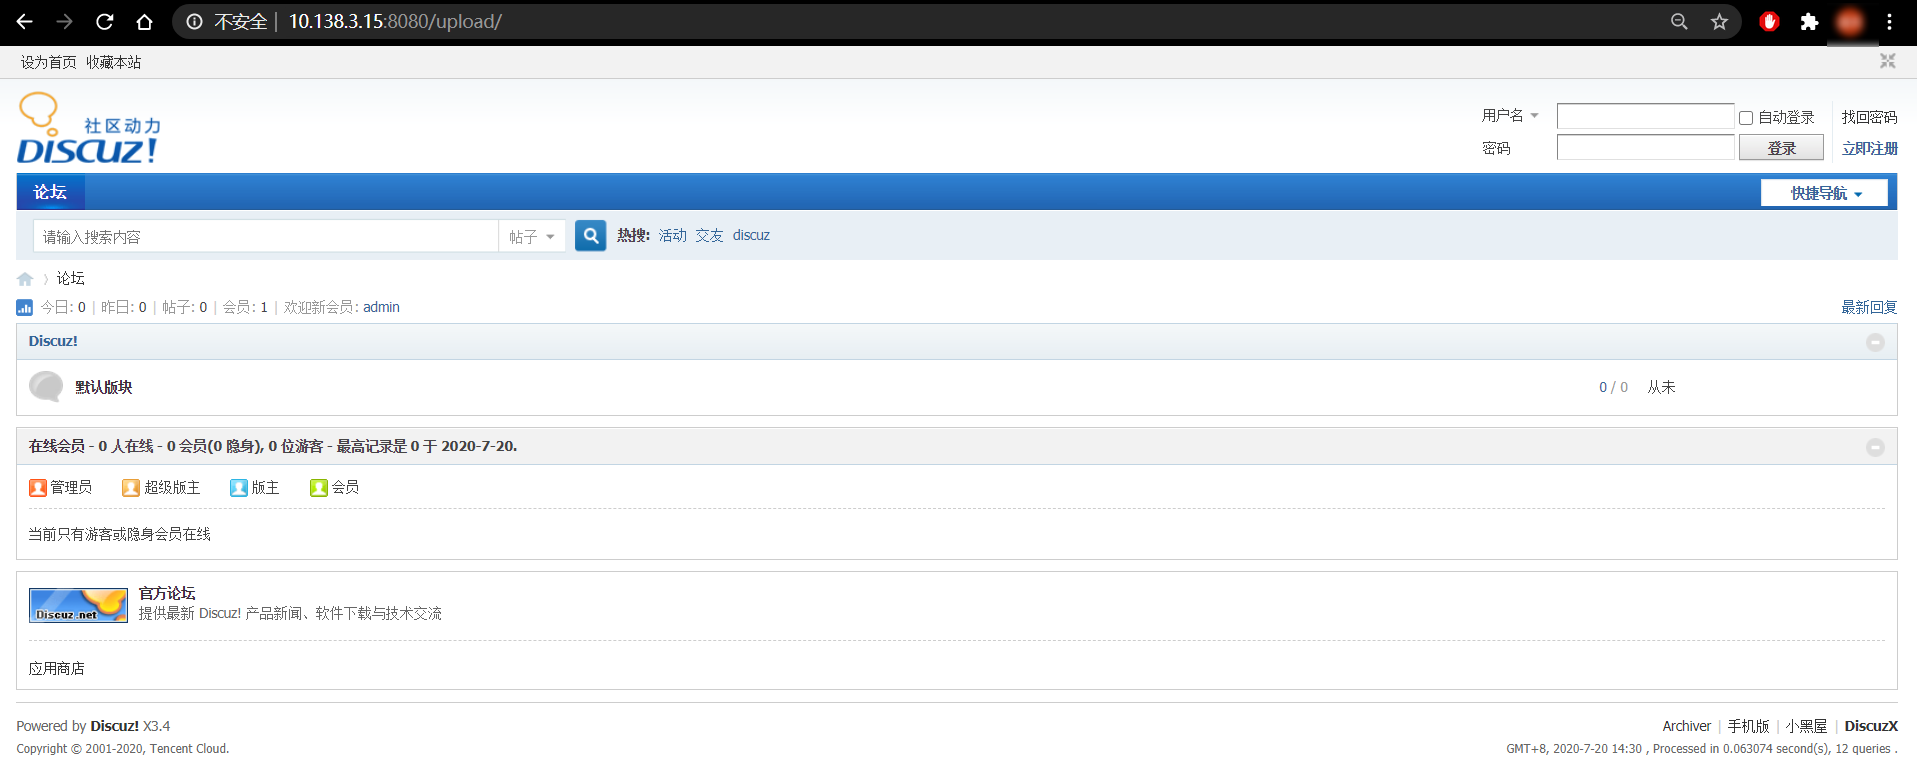 不安全 | 10.138.3.15:8080/upload/
设为首页 收藏本站
社区动力
DISCUZ!
用户名 自动登录 找回密码
密码 登录 立即注册
论坛 快捷导航
请输入搜索内容 帖子 热搜: 活动 交友 discuz
› 论坛
今日: 0 | 昨日: 0 | 帖子: 0 | 会员: 1 | 欢迎新会员: admin 最新回复
Discuz!
默认版块 0 / 0 从未
在线会员 - 0 人在线 - 0 会员(0 隐身), 0 位游客 - 最高记录是 0 于 2020-7-20.
管理员 超级版主 版主 会员
当前只有游客或隐身会员在线
Discuz.net
官方论坛
提供最新 Discuz! 产品新闻、软件下载与技术交流
应用商店
Powered by Discuz! X3.4 Archiver | 手机版 | 小黑屋 | DiscuzX
Copyright © 2001-2020, Tencent Cloud. GMT+8, 2020-7-20 14:30 , Processed in 0.063074 second(s), 12 queries .